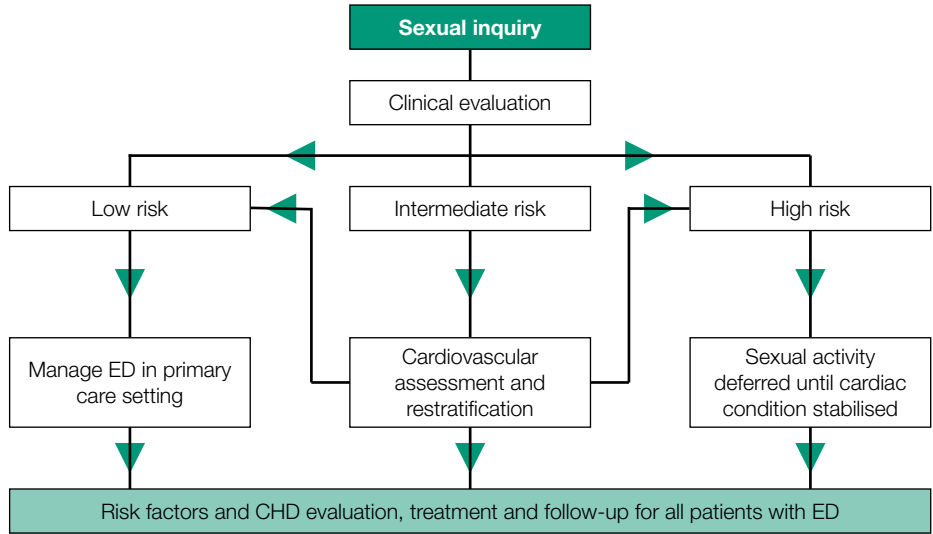 Sexual inquiry
Clinical evaluation
Low risk
Intermediate risk
High risk
Manage ED in primary
care setting
Cardiovascular
assessment and
restratification
Sexual activity
deferred until cardiac
condition stabilised
Risk factors and CHD evaluation, treatment and follow-up for all patients with ED